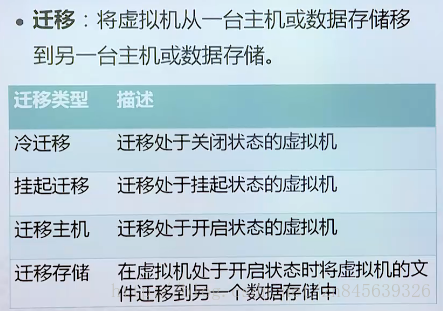 • 迁移：将虚拟机从一台主机或数据存储移
到另一台主机或数据存储。
迁移类型 描述
冷迁移 迁移处于关闭状态的虚拟机
挂起迁移 迁移处于挂起状态的虚拟机
迁移主机 迁移处于开启状态的虚拟机
迁移存储 在虚拟机处于开启状态时将虚拟机的文
件迁移到另一个数据存储中